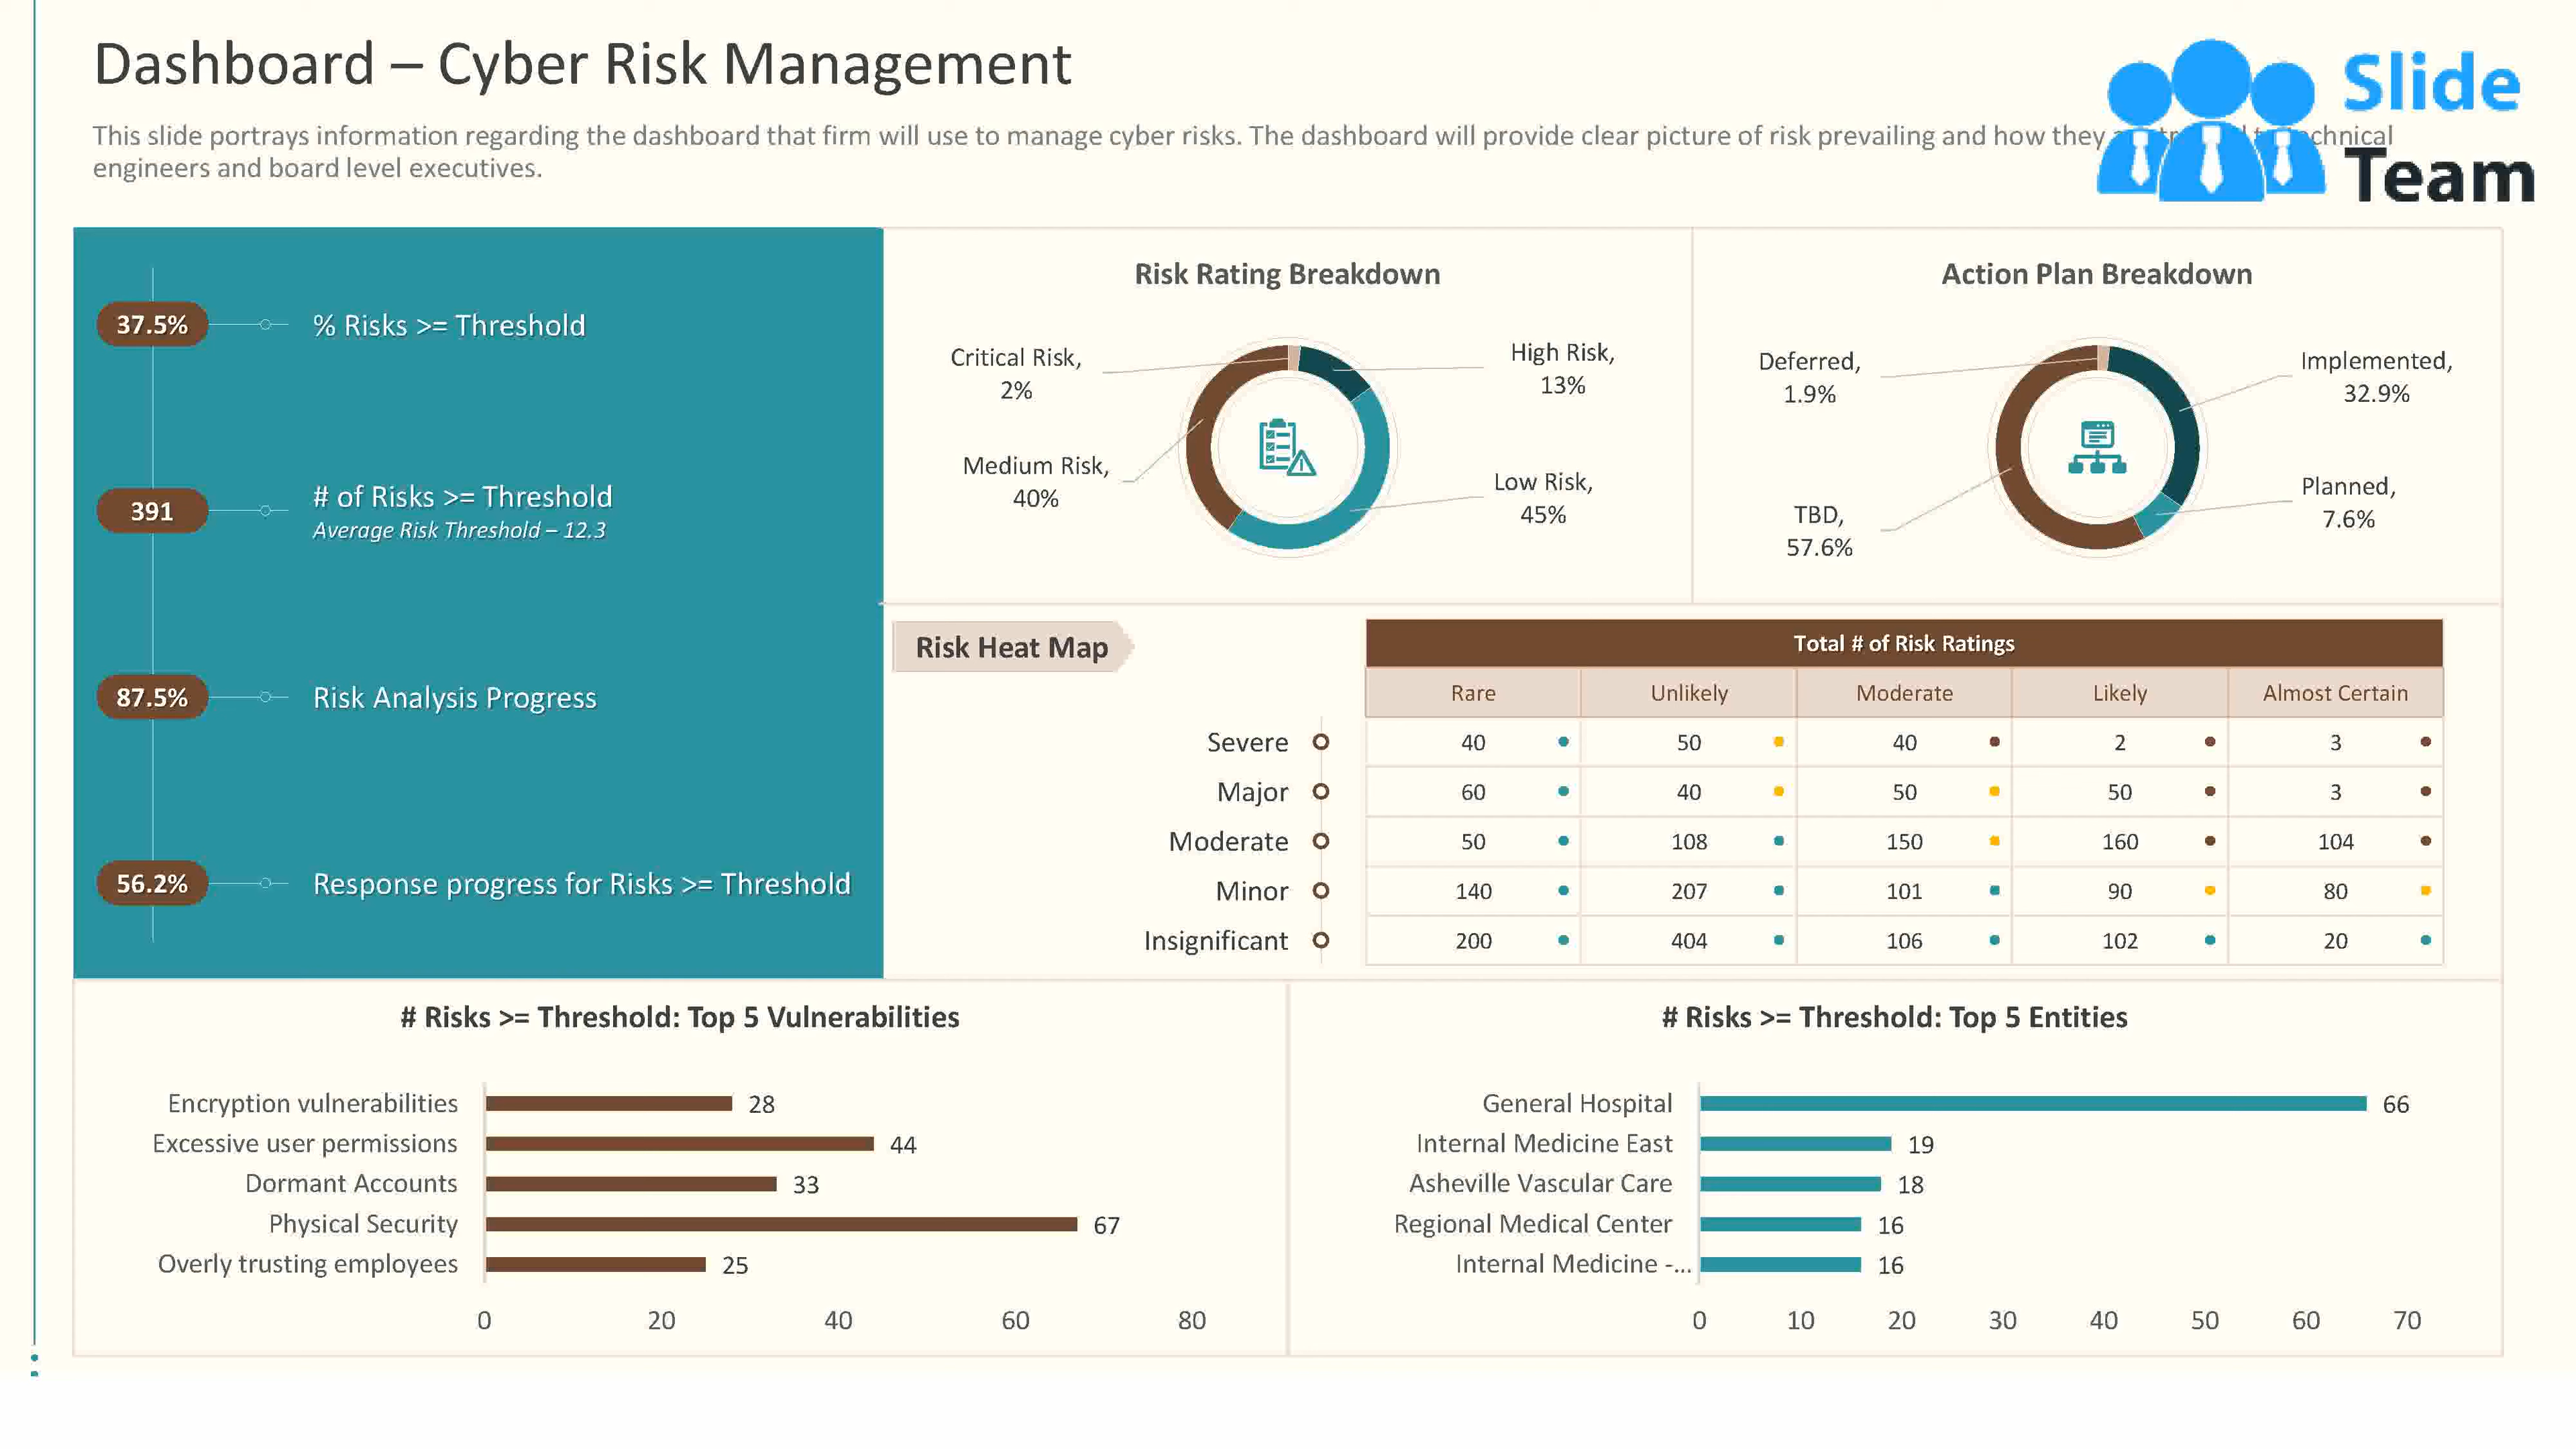 Dashboard – Cyber Risk Management
Slide
Team
This slide portrays information regarding the dashboard that firm will use to manage cyber risks. The dashboard will provide clear picture of risk prevailing and how they
engineers and board level executives.
37.5%
% Risks >= Threshold
391
# of Risks >= Threshold
Average Risk Threshold – 12.3
87.5%
Risk Analysis Progress
56.2%
Response progress for Risks >= Threshold
Risk Rating Breakdown
Critical Risk,
2%
High Risk,
13%
Medium Risk,
40%
Low Risk,
45%
Action Plan Breakdown
Deferred,
1.9%
Implemented,
32.9%
TBD,
57.6%
Planned,
7.6%
Risk Heat Map
Total # of Risk Ratings
Rare Unlikely Moderate Likely Almost Certain
Severe 40 50 40 2 3
Major 60 40 50 50 3
Moderate 50 108 150 160 104
Minor 140 207 101 90 80
Insignificant 200 404 106 102 20
# Risks >= Threshold: Top 5 Vulnerabilities
Encryption vulnerabilities 28
Excessive user permissions 44
Dormant Accounts 33
Physical Security 67
Overly trusting employees 25
0 20 40 60 80
# Risks >= Threshold: Top 5 Entities
General Hospital 66
Internal Medicine East 19
Asheville Vascular Care 18
Regional Medical Center 16
Internal Medicine -... 16
0 10 20 30 40 50 60 70